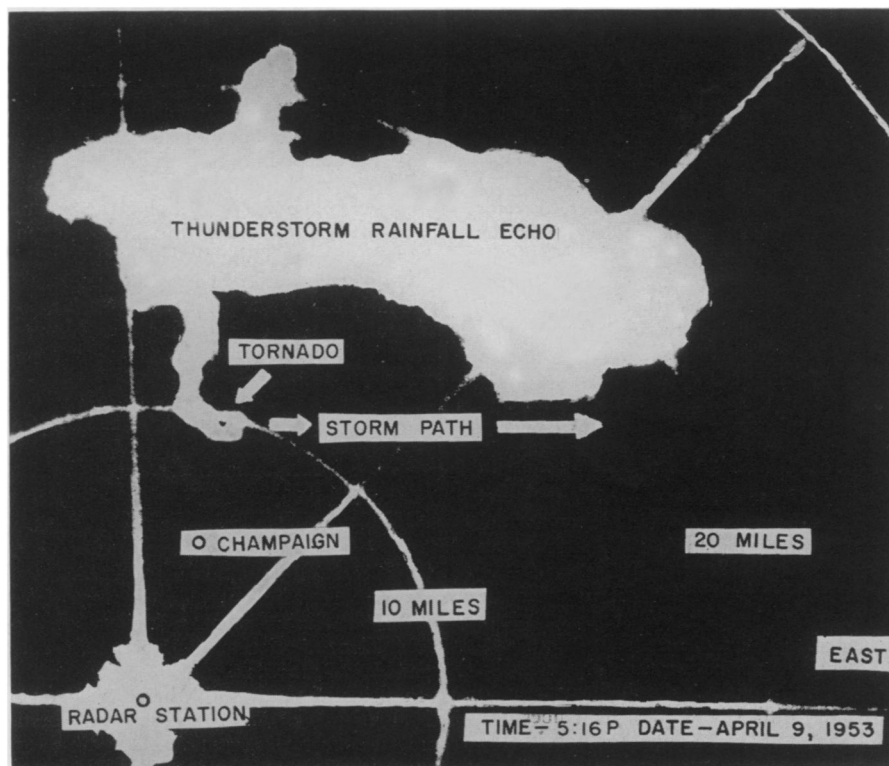 THUNDERSTORM RAINFALL ECHO
TORNADO
STORM PATH
CHAMPAIGN
20 MILES
10 MILES
EAST
RADAR STATION
TIME - 5:16P DATE - APRIL 9, 1953